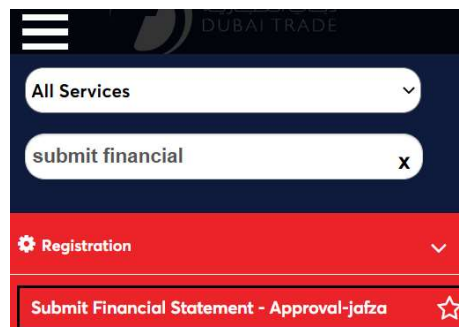 DUBAI TRADE
All Services
submit financial
x
Registration
Submit Financial Statement - Approval-jafza